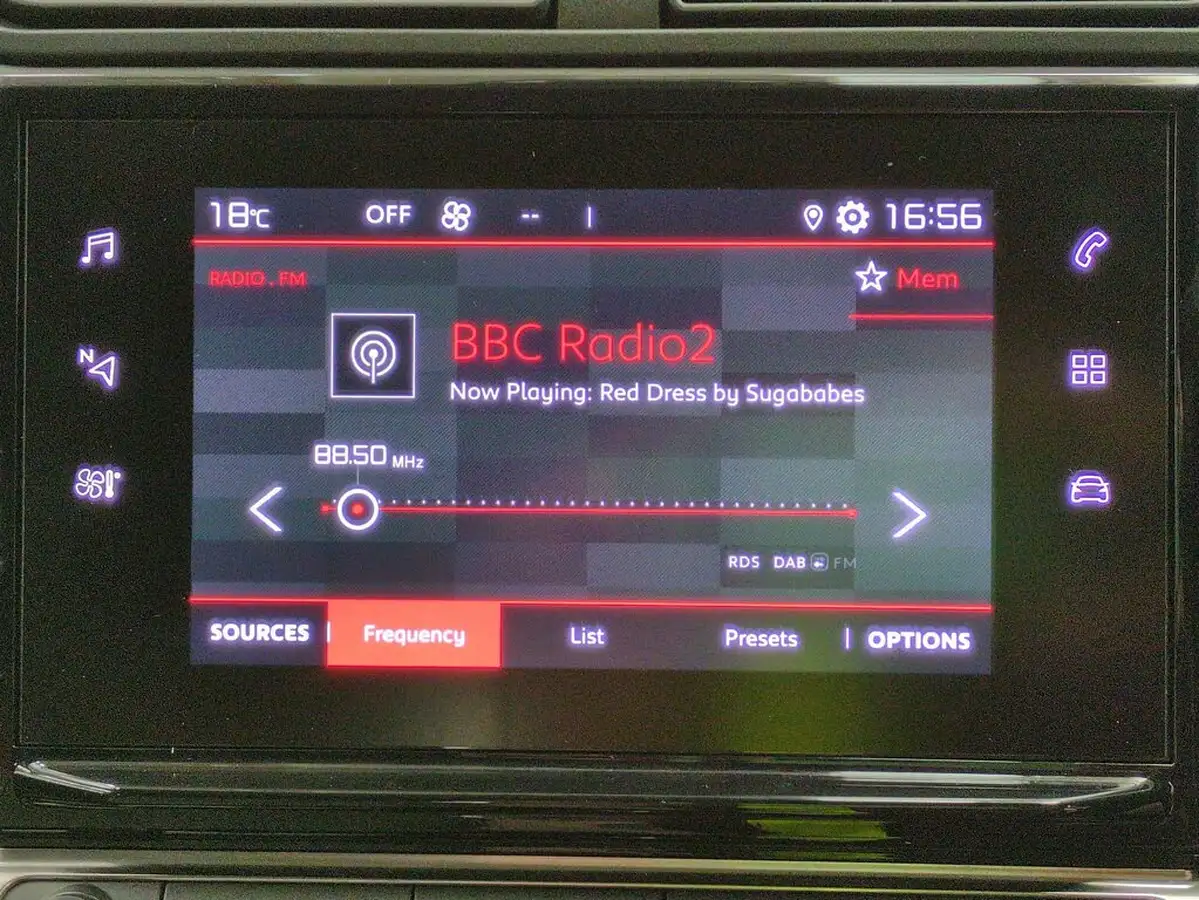 18°C OFF -- 16:56
RADIO . FM
Mem
BBC Radio2
Now Playing: Red Dress by Sugababes
N
88.50 MHz
RDS DAB FM
SOURCES Frequency List Presets OPTIONS